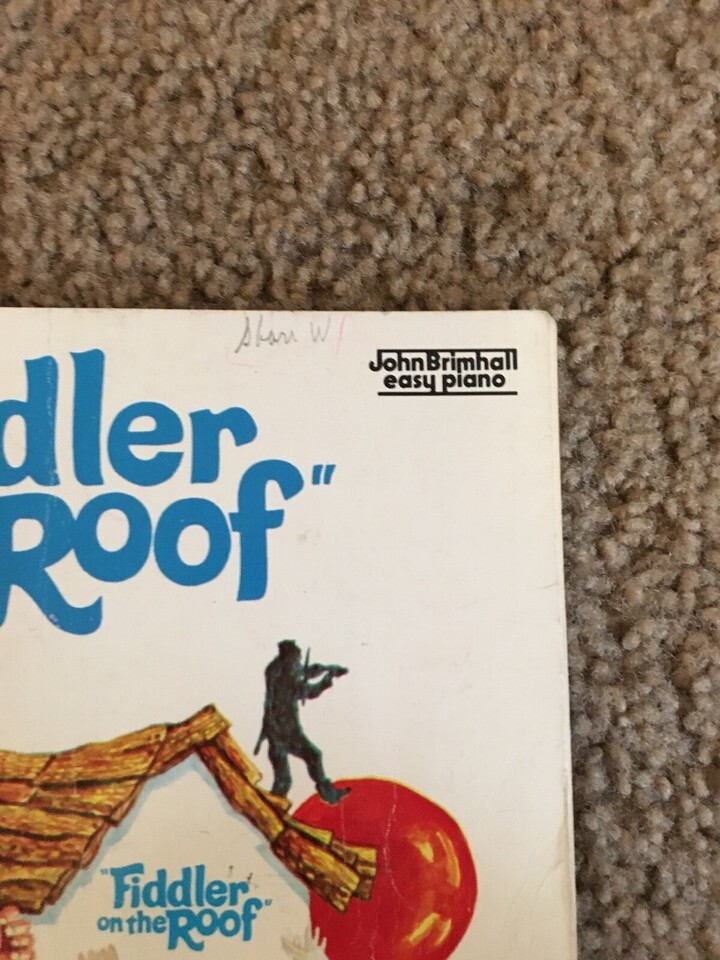 John Brimhall
easy piano
dler
Roof"
"Fiddler
on the Roof"